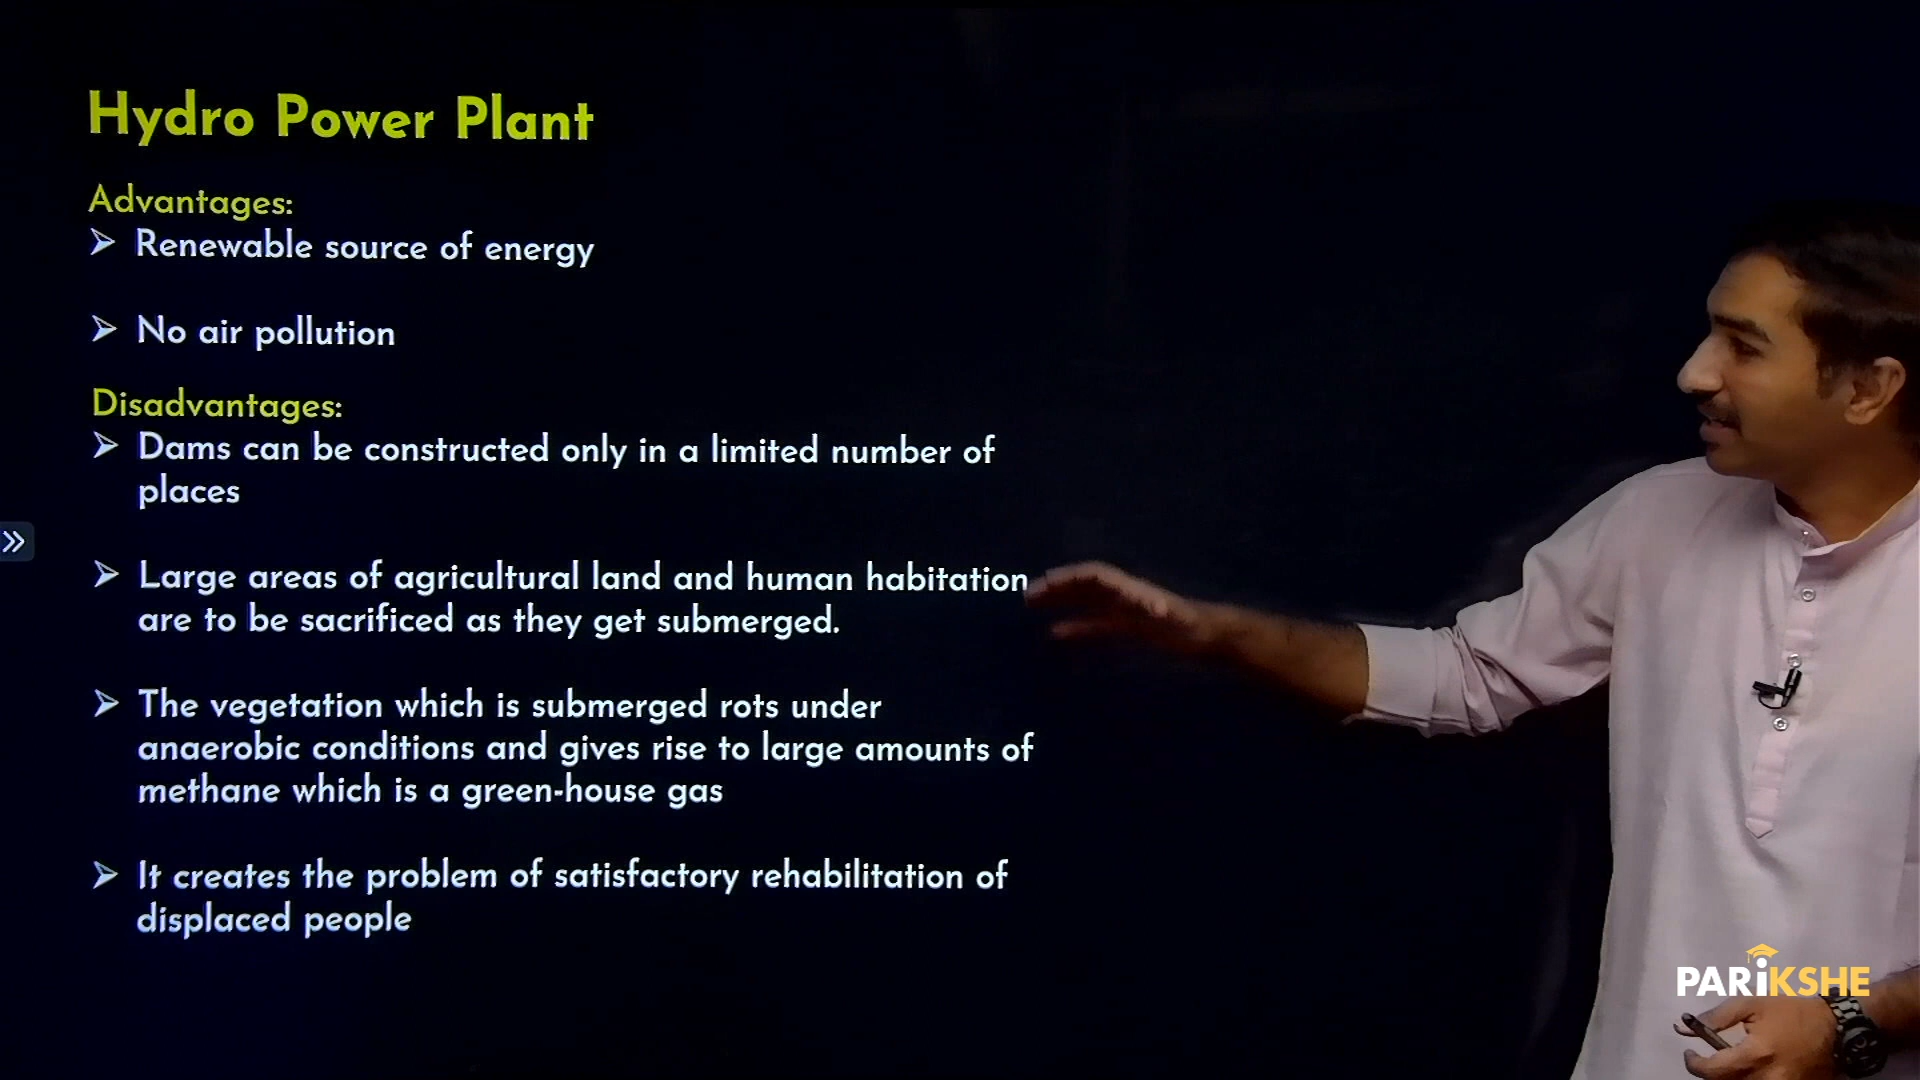 Hydro Power Plant
Advantages:
➢ Renewable source of energy
➢ No air pollution
Disadvantages:
➢ Dams can be constructed only in a limited number of
places
➢ Large areas of agricultural land and human habitation
are to be sacrificed as they get submerged.
➢ The vegetation which is submerged rots under
anaerobic conditions and gives rise to large amounts of
methane which is a green-house gas
➢ It creates the problem of satisfactory rehabilitation of
displaced people
PARiKSHE